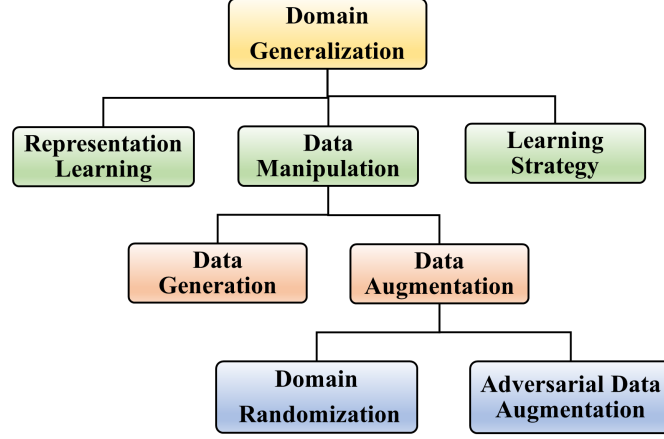 Domain
Generalization
Representation
Learning
Data
Manipulation
Learning
Strategy
Data
Generation
Data
Augmentation
Domain
Randomization
Adversarial Data
Augmentation